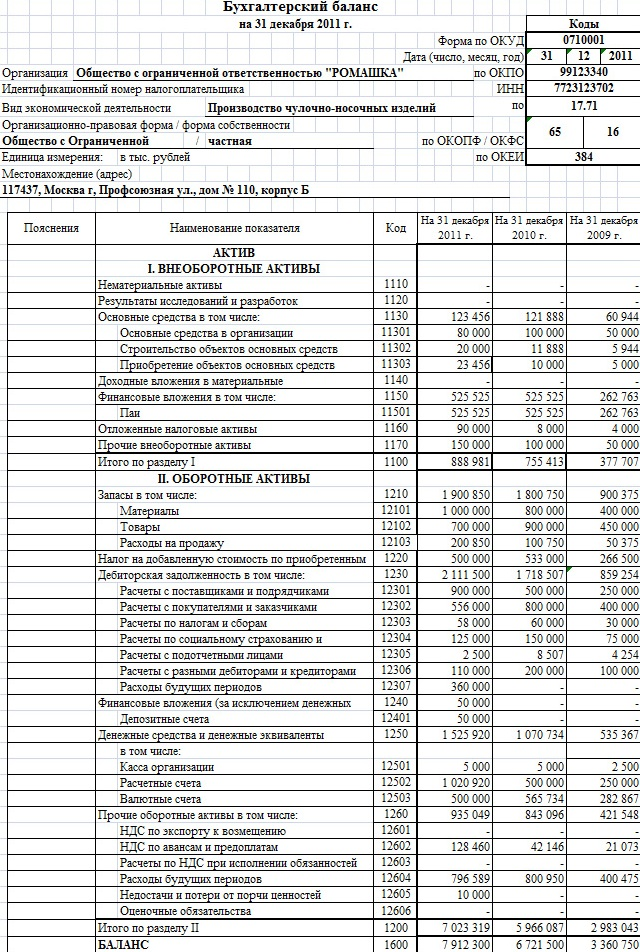 Бухгалтерский баланс
на 31 декабря 2011 г.
Коды
Форма по ОКУД 0710001
Дата (число, месяц, год) 31 12 2011
Организация Общество с ограниченной ответственностью "РОМАШКА" по ОКПО 99123340
Идентификационный номер налогоплательщика ИНН 7723123702
Вид экономической деятельности Производство чулочно-носочных изделий по 17.71
Организационно-правовая форма / форма собственности
65 16
Общество с Ограниченной / частная по ОКОПФ / ОКФС
Единица измерения: в тыс. рублей по ОКЕИ 384
Местонахождение (адрес)
117437, Москва г, Профсоюзная ул., дом № 110, корпус Б
Пояснения Наименование показателя Код На 31 декабря 2011 г. На 31 декабря 2010 г. На 31 декабря 2009 г.
АКТИВ
I. ВНЕОБОРОТНЫЕ АКТИВЫ
Нематериальные активы 1110 - - -
Результаты исследований и разработок 1120 - - -
Основные средства в том числе: 1130 123 456 121 888 60 944
Основные средства в организации 11301 80 000 100 000 50 000
Строительство объектов основных средств 11302 20 000 11 888 5 944
Приобретение объектов основных средств 11303 23 456 10 000 5 000
Доходные вложения в материальные 1140 - - -
Финансовые вложения в том числе: 1150 525 525 525 525 262 763
Паи 11501 525 525 525 525 262 763
Отложенные налоговые активы 1160 90 000 8 000 4 000
Прочие внеоборотные активы 1170 150 000 100 000 50 000
Итого по разделу I 1100 888 981 755 413 377 707
II. ОБОРОТНЫЕ АКТИВЫ
Запасы в том числе: 1210 1 900 850 1 800 750 900 375
Материалы 12101 1 000 000 800 000 400 000
Товары 12102 700 000 900 000 450 000
Расходы на продажу 12103 200 850 100 750 50 375
Налог на добавленную стоимость по приобретенным 1220 500 000 533 000 266 500
Дебиторская задолженность в том числе: 1230 2 111 500 1 718 507 859 254
Расчеты с поставщиками и подрядчиками 12301 900 000 500 000 250 000
Расчеты с покупателями и заказчиками 12302 556 000 800 000 400 000
Расчеты по налогам и сборам 12303 58 000 60 000 30 000
Расчеты по социальному страхованию и 12304 125 000 150 000 75 000
Расчеты с подотчетными лицами 12305 2 500 8 507 4 254
Расчеты с разными дебиторами и кредиторами 12306 110 000 200 000 100 000
Расходы будущих периодов 12307 360 000 - -
Финансовые вложения (за исключением денежных 1240 50 000 - -
Депозитные счета 12401 50 000 - -
Денежные средства и денежные эквиваленты 1250 1 525 920 1 070 734 535 367
в том числе:
Касса организации 12501 5 000 5 000 2 500
Расчетные счета 12502 1 020 920 500 000 250 000
Валютные счета 12503 500 000 565 734 282 867
Прочие оборотные активы в том числе: 1260 935 049 843 096 421 548
НДС по экспорту к возмещению 12601 - - -
НДС по авансам и предоплатам 12602 128 460 42 146 21 073
Расчеты по НДС при исполнении обязанностей 12603 - - -
Расходы будущих периодов 12604 796 589 800 950 400 475
Недостачи и потери от порчи ценностей 12605 10 000 - -
Оценочные обязательства 12606 - - -
Итого по разделу II 1200 7 023 319 5 966 087 2 983 043
БАЛАНС 1600 7 912 300 6 721 500 3 360 750